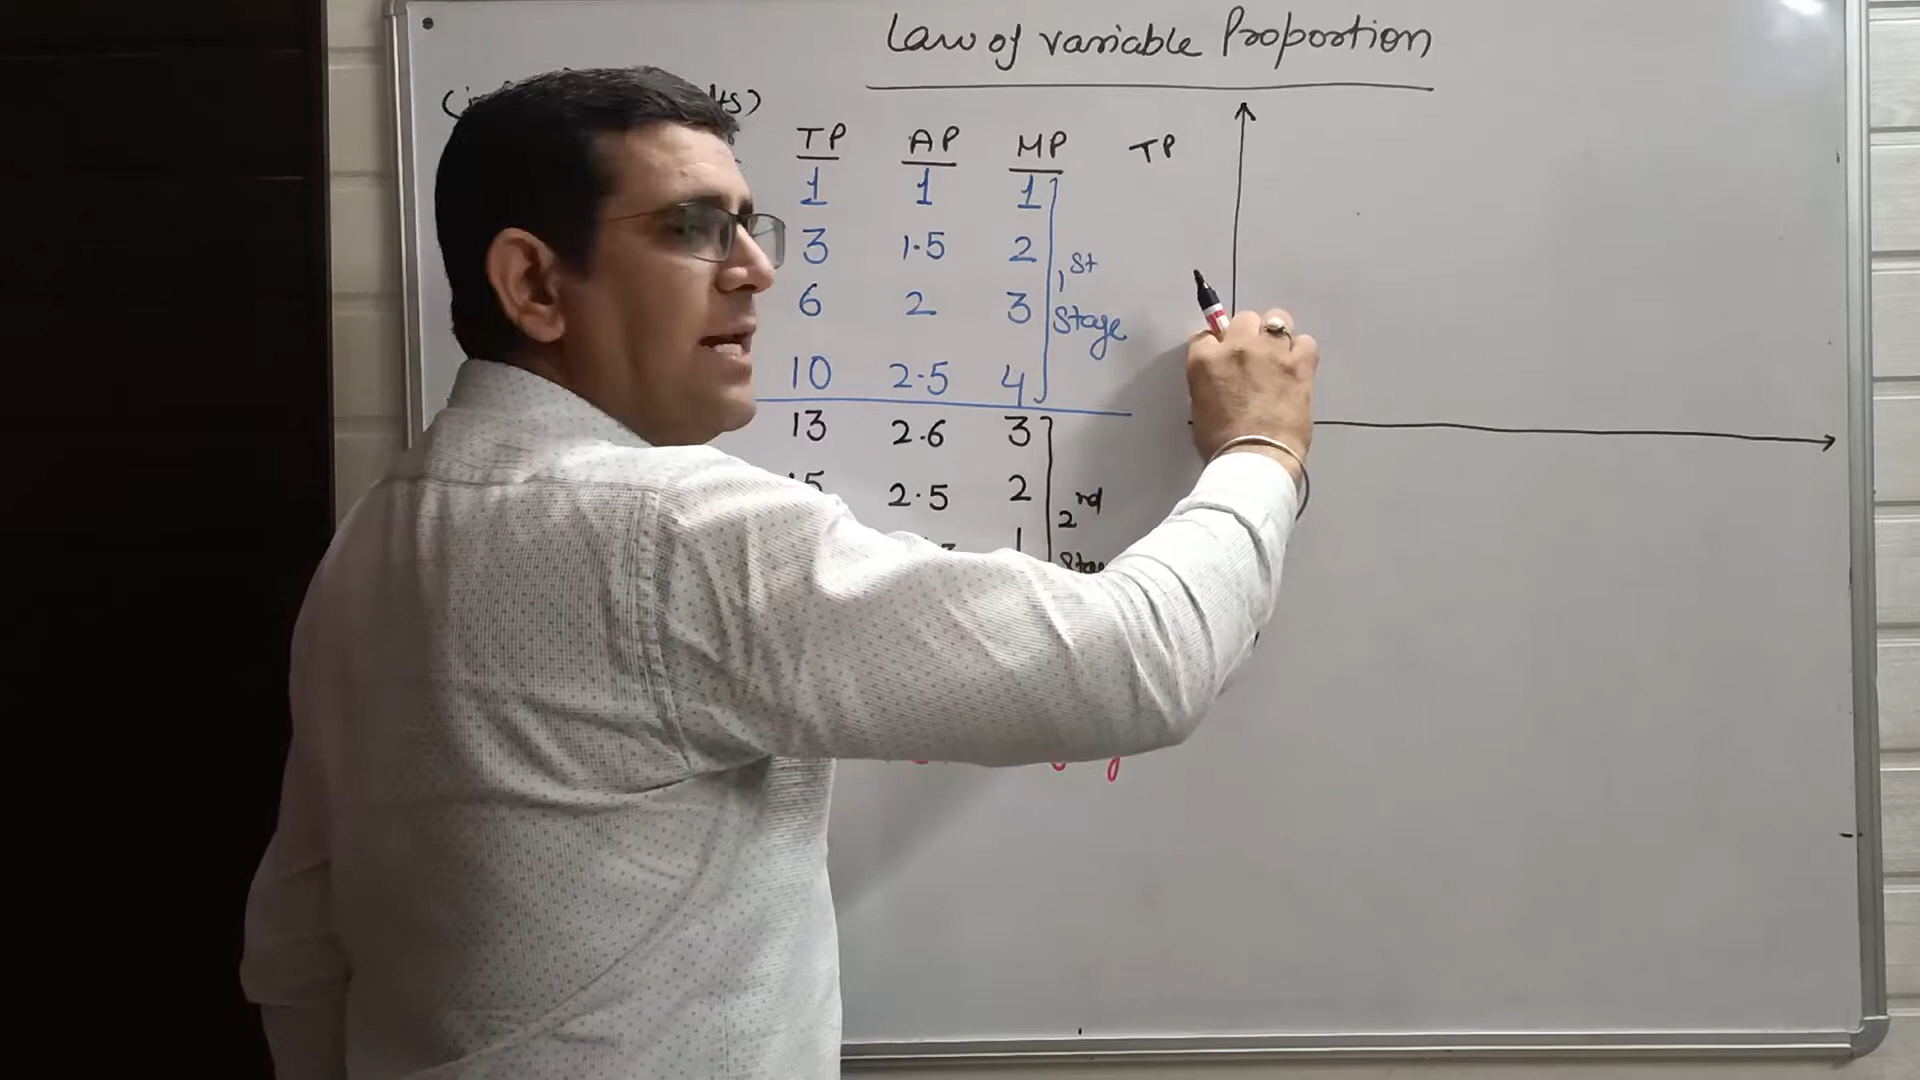 Law of variable Proportion
TP AP MP TP
1 1 1
3 1.5 2
1st
6 2 3
Stage
10 2.5 4
13 2.6 3
2.5 2
2nd
1